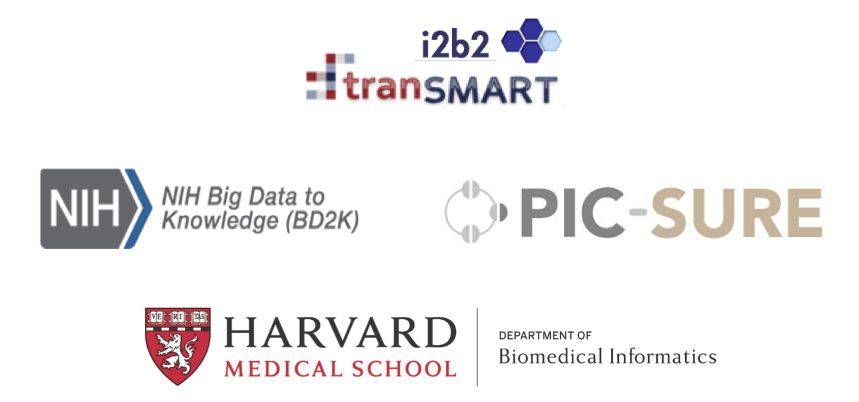 i2b2
tranSMART
NIH
NIH Big Data to
Knowledge (BD2K)
PIC-SURE
VE RI TAS
HARVARD
MEDICAL SCHOOL
DEPARTMENT OF
Biomedical Informatics